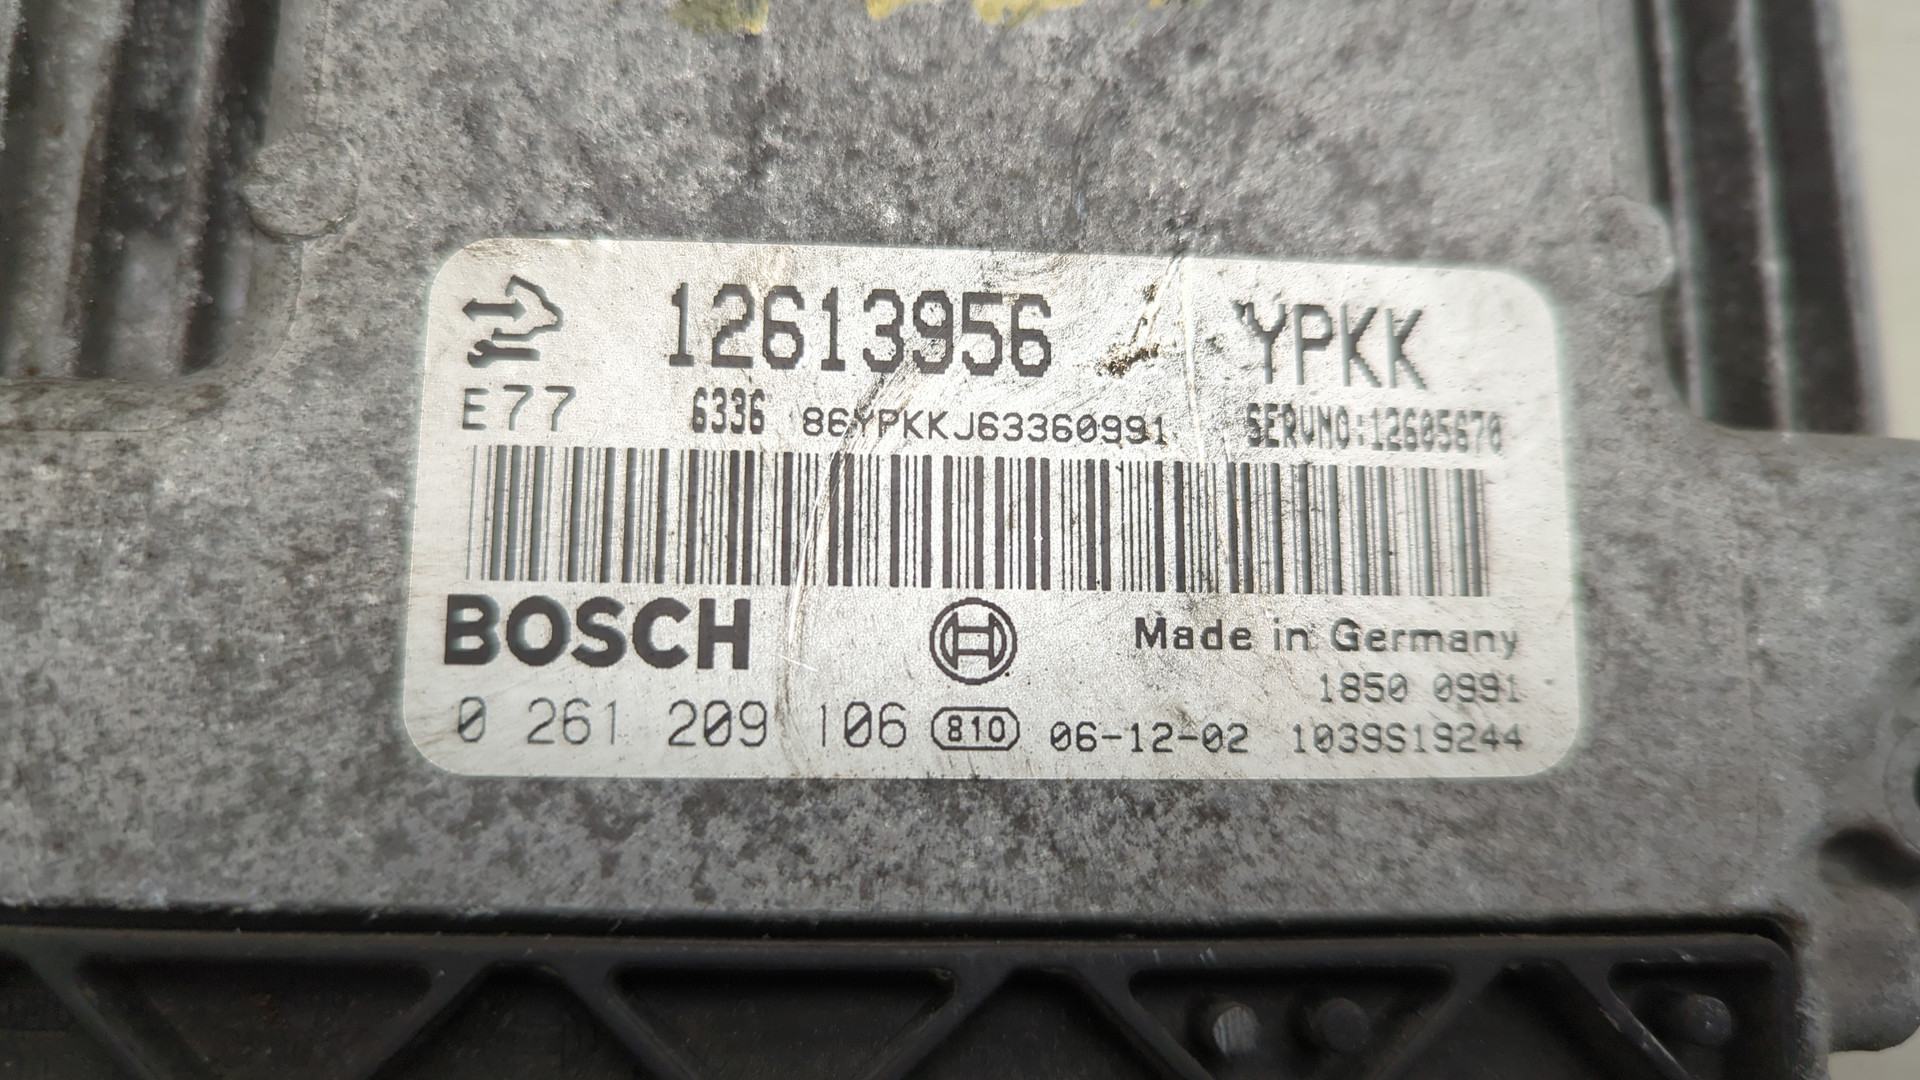 12613956 YPKK
E77 6336 86YPKKJ63360991 SERVNO:12605670
BOSCH Made in Germany
1850 0991
0 261 209 106 810 06-12-02 1039S19244